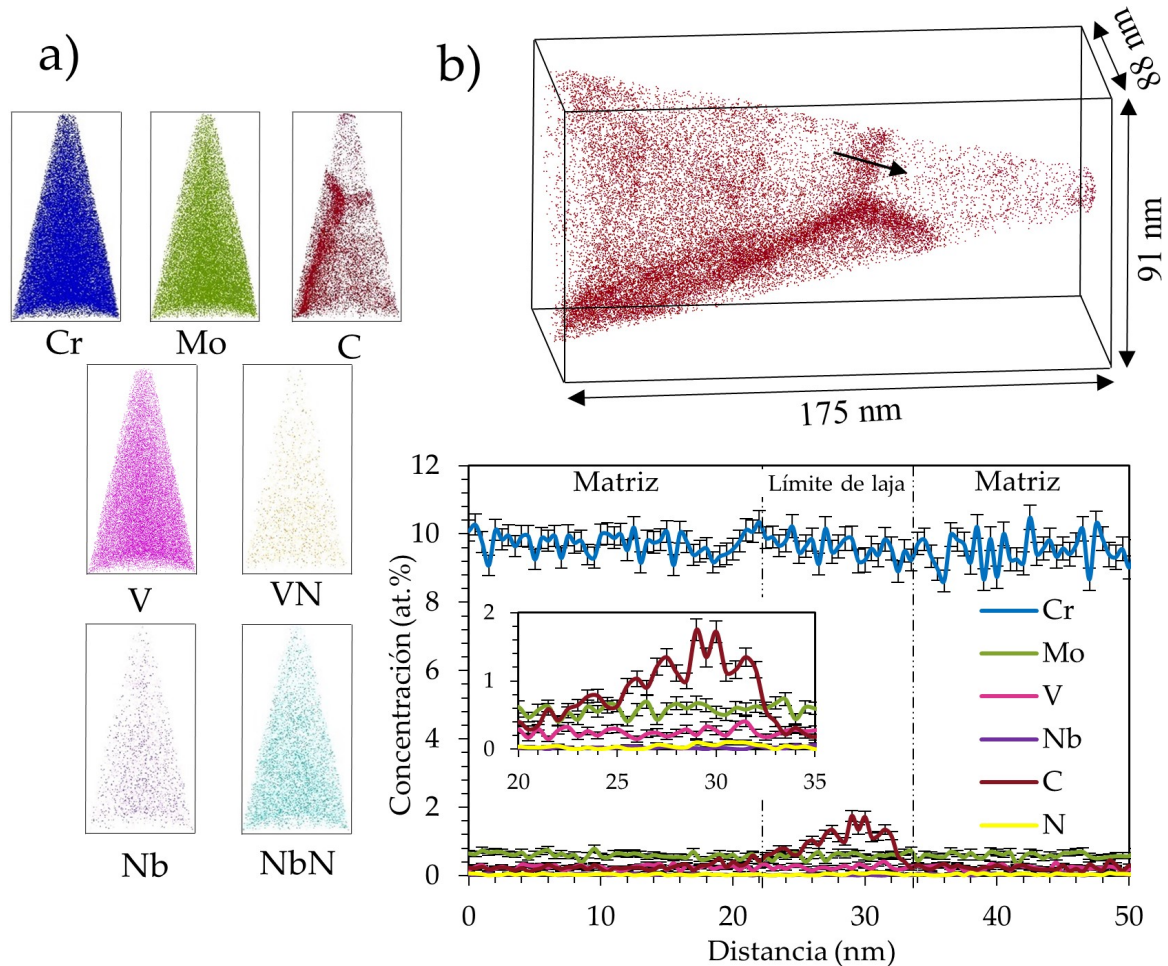 a)
Cr
Mo
C
V
VN
Nb
NbN
b)
88 nm
91 nm
175 nm
Concentración (at.%)
12
10
8
6
4
2
0
Matriz
Límite de laja
Matriz
2
1
0
20
25
30
35
Cr
Mo
V
Nb
C
N
0
10
20
30
40
50
Distancia (nm)